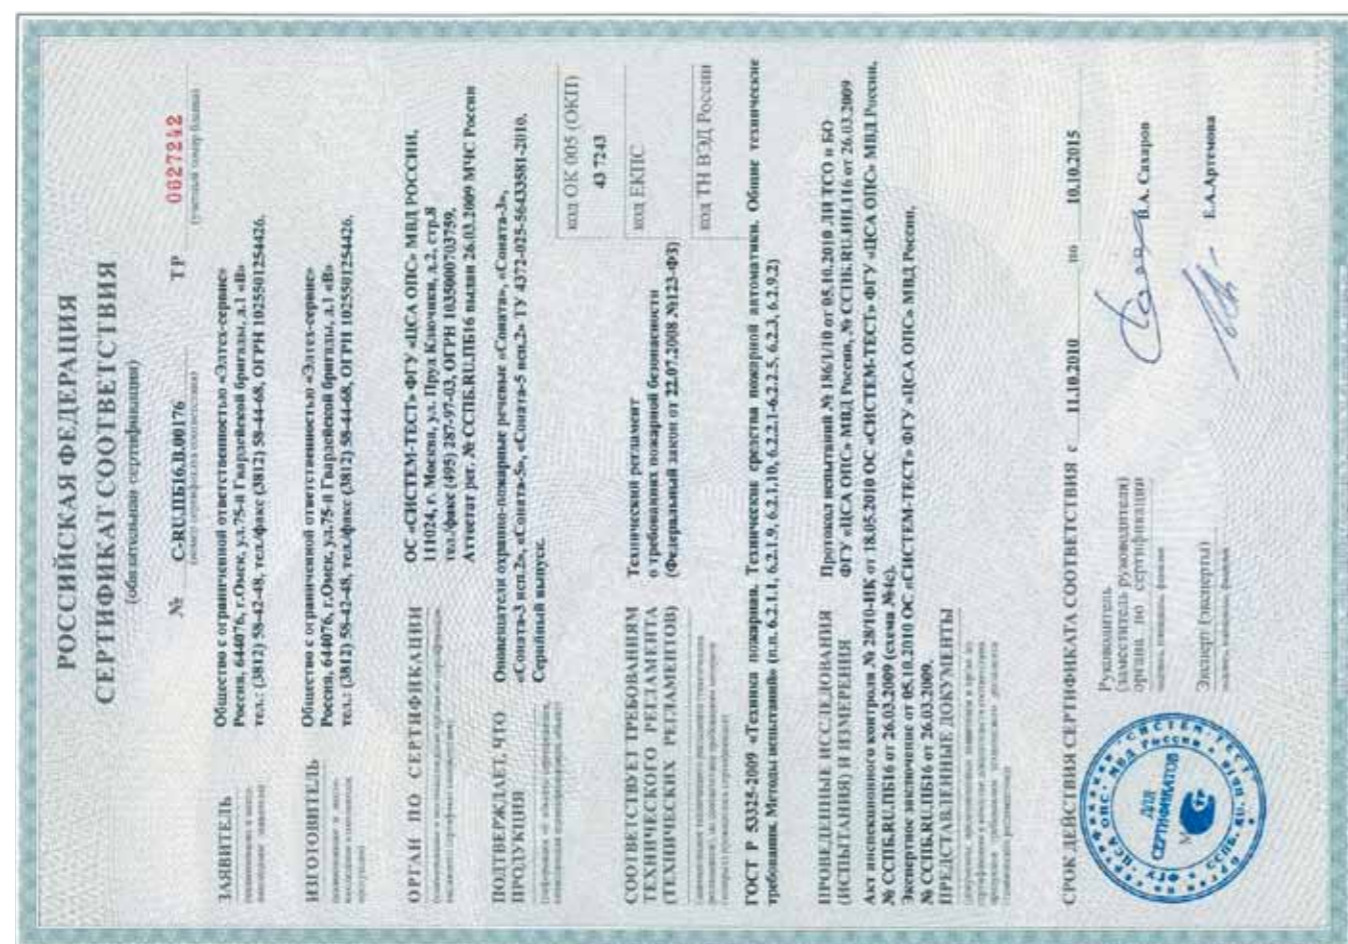 РОССИЙСКАЯ ФЕДЕРАЦИЯ
СЕРТИФИКАТ СООТВЕТСТВИЯ
(обязательная сертификация)
№ C-RU.ПБ16.В.00176
(номер сертификата соответствия)
ТР 0627242
(учетный номер бланка)
ЗАЯВИТЕЛЬ
Общество с ограниченной ответственностью «Элтех-сервис»
Россия, 644076, г.Омск, ул.75-й Гвардейской бригады, д.1 «В»
тел.: (3812) 58-42-48, тел./факс (3812) 58-44-68, ОГРН 1025501254426.
ИЗГОТОВИТЕЛЬ
Общество с ограниченной ответственностью «Элтех-сервис»
Россия, 644076, г.Омск, ул.75-й Гвардейской бригады, д.1 «В»
тел.: (3812) 58-42-48, тел./факс (3812) 58-44-68, ОГРН 1025501254426.
ОРГАН ПО СЕРТИФИКАЦИИ
ОС «СИСТЕМ-ТЕСТ» ФГУ «ЦСА ОПС» МВД РОССИИ,
111024, г. Москва, ул. Пруд Ключики, д.2, стр.8
тел./факс (495) 287-97-03, ОГРН 1035000703759.
Аттестат рег. № ССПБ.RU.ПБ16 выдан 26.03.2009 МЧС России
ПОДТВЕРЖДАЕТ, ЧТО
ПРОДУКЦИЯ
Оповещатели охранно-пожарные речевые «Соната», «Соната-3»,
«Соната-3 исп.2», «Соната-5», «Соната-5 исп.2» ТУ 4372-025-56433581-2010.
Серийный выпуск.
код ОК 005 (ОКП)
43 7243
код ЕКПС
код ТН ВЭД России
СООТВЕТСТВУЕТ ТРЕБОВАНИЯМ
ТЕХНИЧЕСКОГО РЕГЛАМЕНТА
(ТЕХНИЧЕСКИХ РЕГЛАМЕНТОВ)
Технический регламент
о требованиях пожарной безопасности
(Федеральный закон от 22.07.2008 №123-ФЗ)
ГОСТ Р 53325-2009 «Техника пожарная. Технические средства пожарной автоматики. Общие технические
требования. Методы испытаний» (п.п. 6.2.1.1, 6.2.1.9, 6.2.1.10, 6.2.2.1-6.2.2.5, 6.2.3, 6.2.9.2)
ПРОВЕДЕННЫЕ ИССЛЕДОВАНИЯ
(ИСПЫТАНИЯ) И ИЗМЕРЕНИЯ
Протокол испытаний № 186/1/10 от 05.10.2010 ЛИ ТСО и БО
ФГУ «ЦСА ОПС» МВД России, № ССПБ.RU.ИН.116 от 26.03.2009
Акт инспекционного контроля № 28/10-ИК от 18.05.2010 ОС «СИСТЕМ-ТЕСТ» ФГУ «ЦСА ОПС» МВД России,
№ ССПБ.RU.ПБ16 от 26.03.2009 (схема №4с).
Экспертное заключение от 05.10.2010 ОС «СИСТЕМ-ТЕСТ» ФГУ «ЦСА ОПС» МВД России,
№ ССПБ.RU.ПБ16 от 26.03.2009.
ПРЕДСТАВЛЕННЫЕ ДОКУМЕНТЫ
СРОК ДЕЙСТВИЯ СЕРТИФИКАТА СООТВЕТСТВИЯ с 11.10.2010 по 10.10.2015
Руководитель
(заместитель руководителя)
органа по сертификации
подпись, инициалы, фамилия
В.А. Сахаров
Эксперт (эксперты)
подпись, инициалы, фамилия
Е.А.Артемова
ДЛЯ
СЕРТИФИКАТОВ